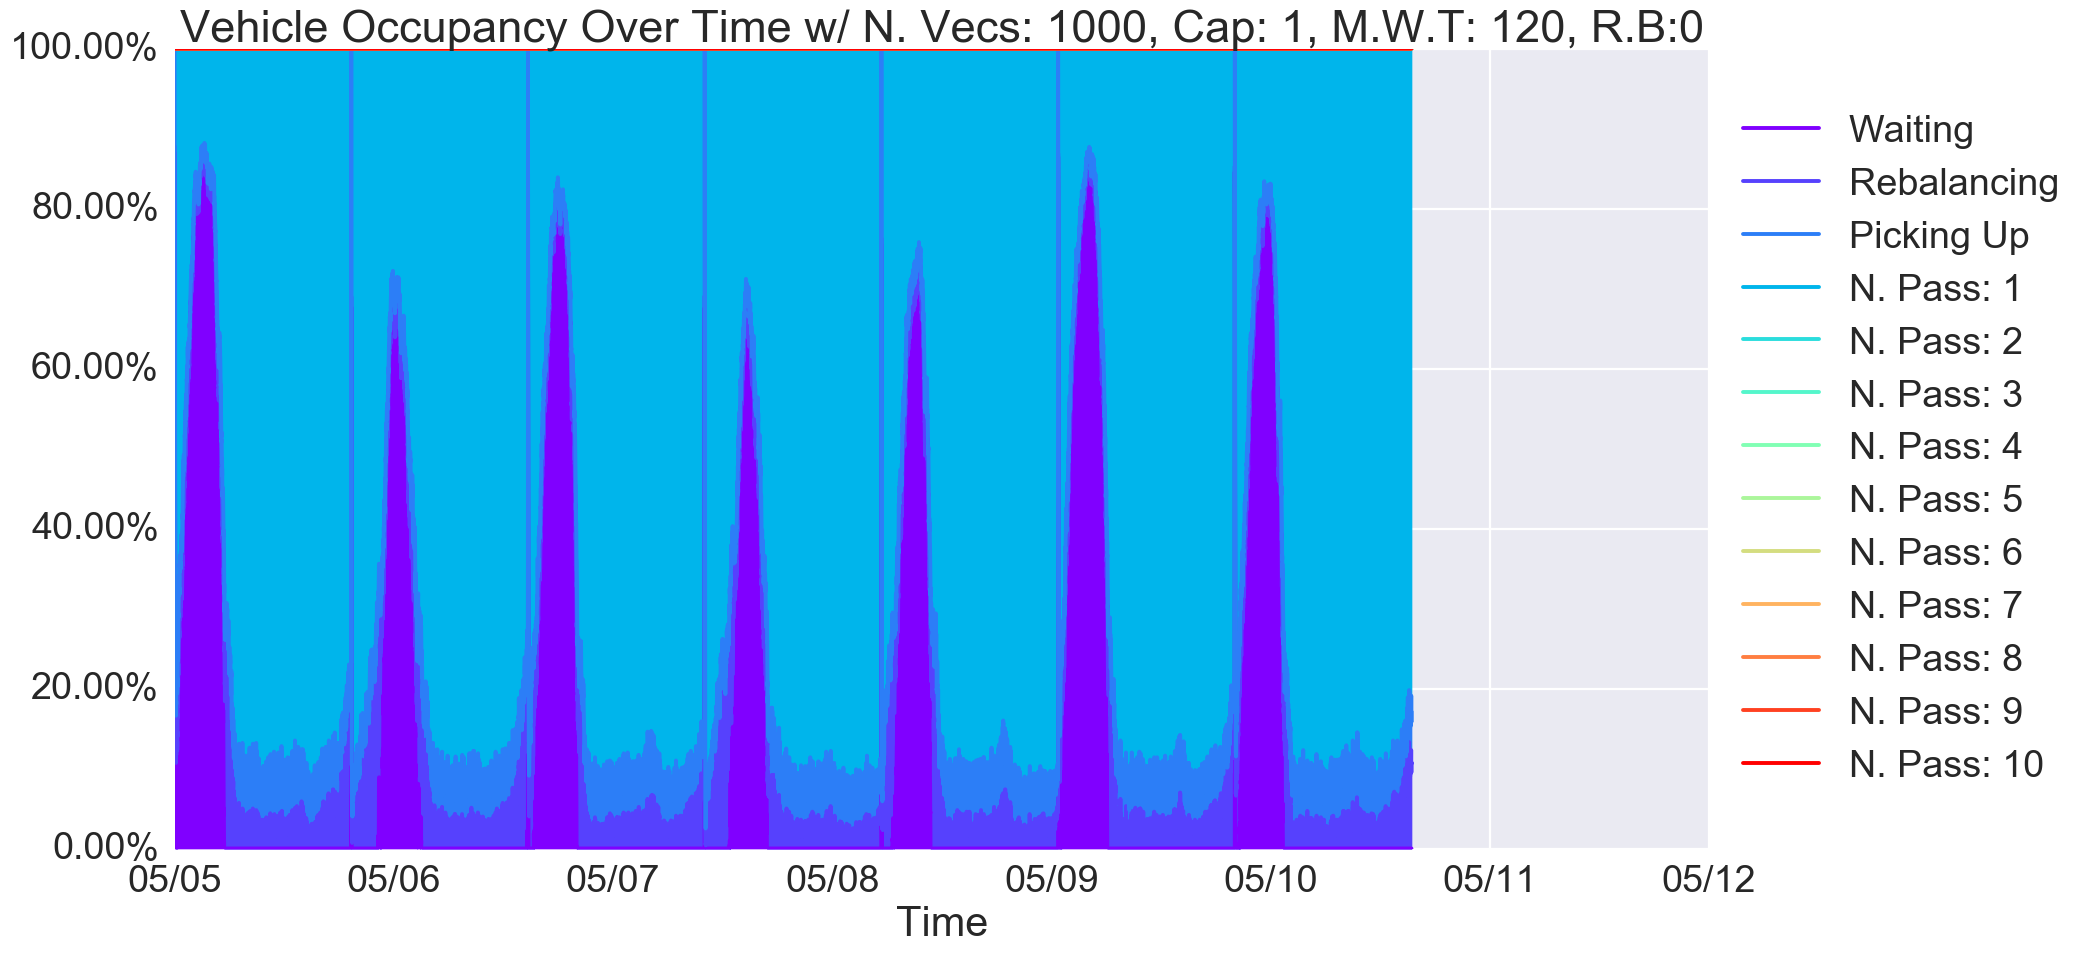 Vehicle Occupancy Over Time w/ N. Vecs: 1000, Cap: 1, M.W.T: 120, R.B:0
100.00%
80.00%
60.00%
40.00%
20.00%
0.00%
05/05 05/06 05/07 05/08 05/09 05/10 05/11 05/12
Time
Waiting
Rebalancing
Picking Up
N. Pass: 1
N. Pass: 2
N. Pass: 3
N. Pass: 4
N. Pass: 5
N. Pass: 6
N. Pass: 7
N. Pass: 8
N. Pass: 9
N. Pass: 10